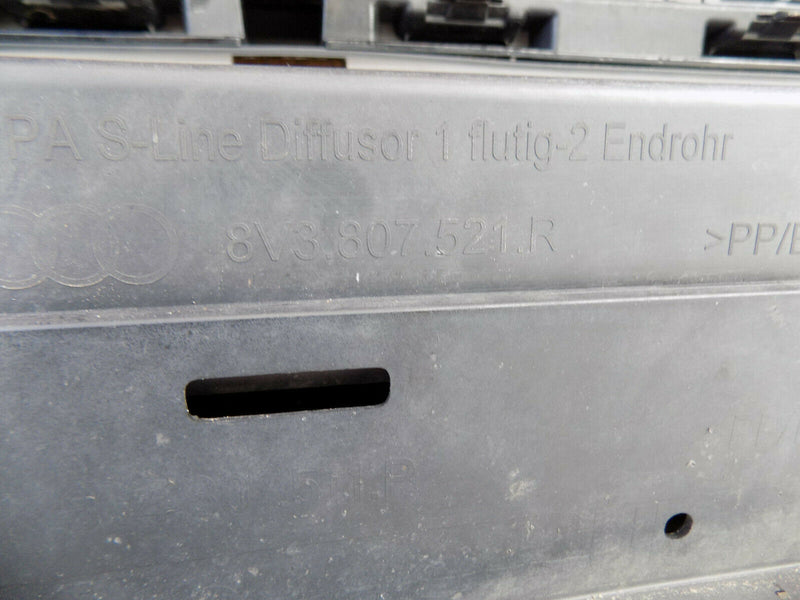 PA S-Line Diffusor 1 flutig-2 Endrohr
8V3.807.521.R >PP/E